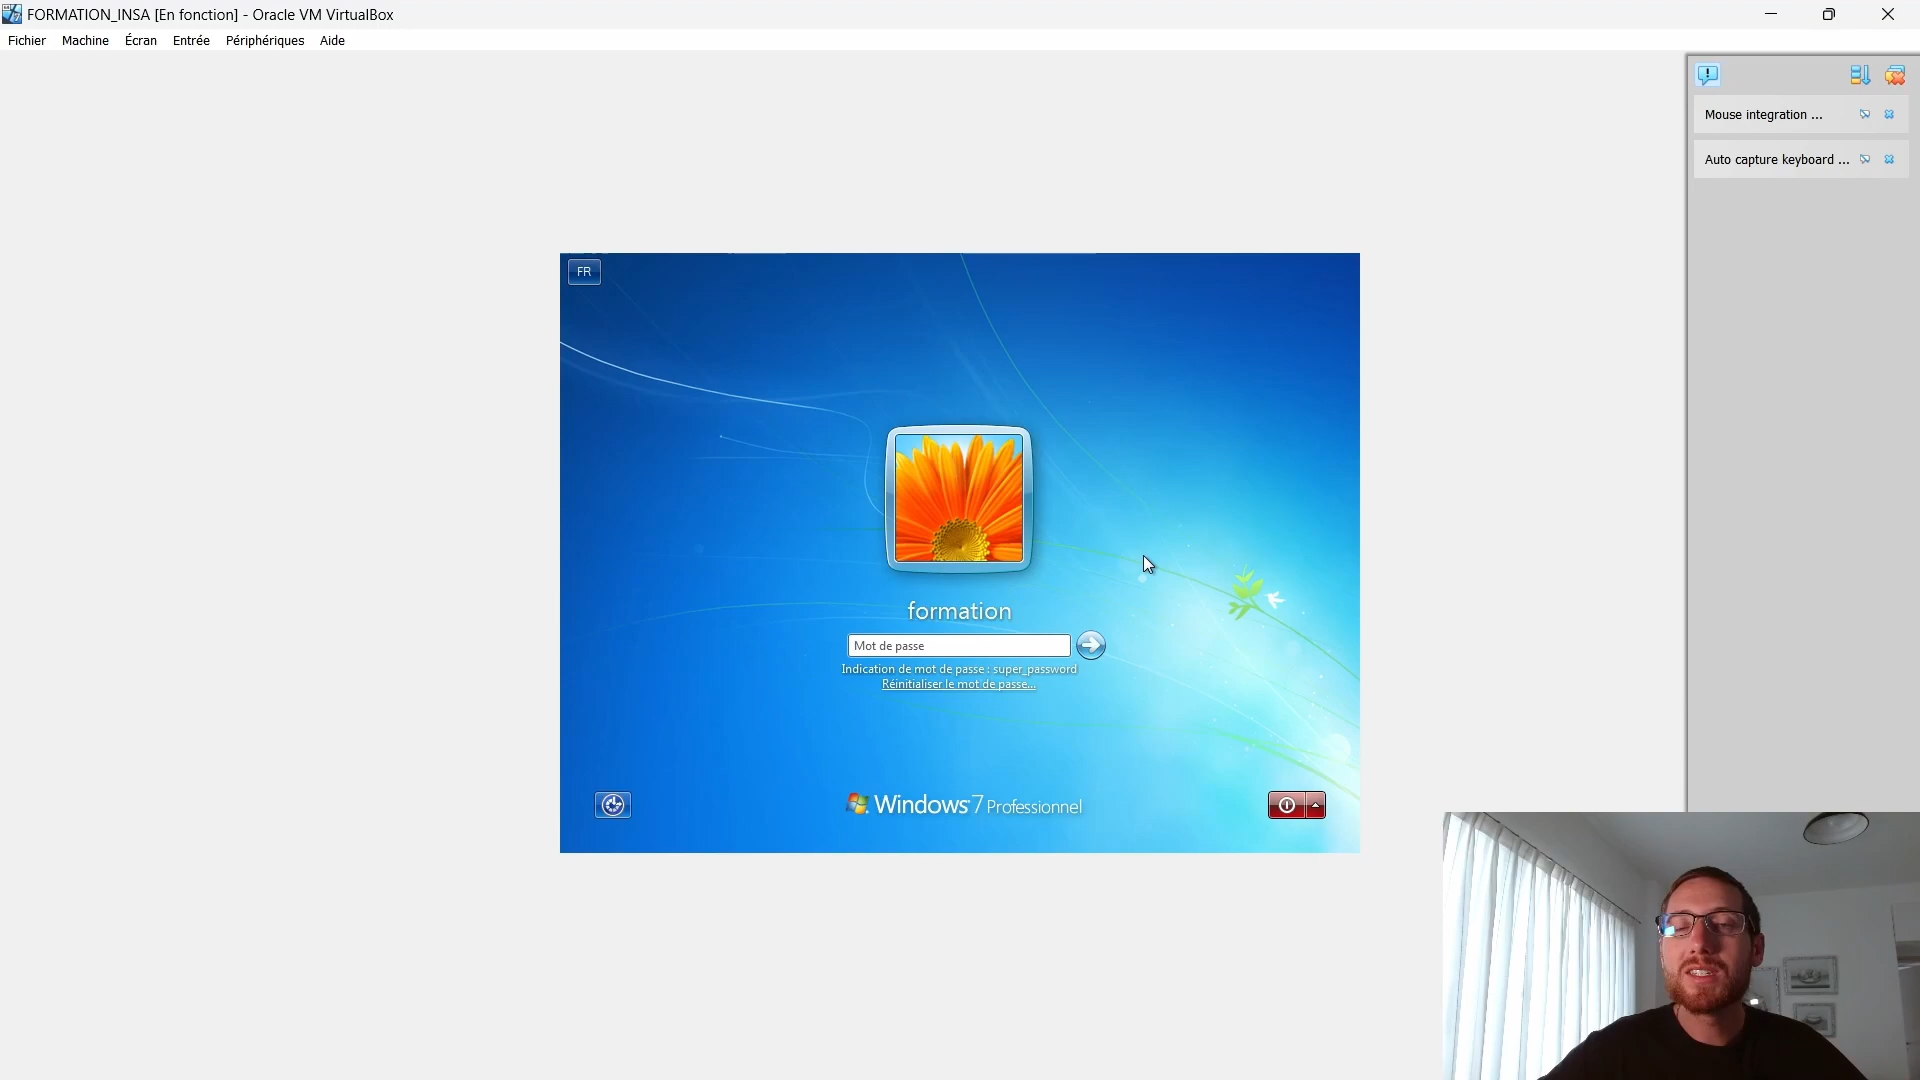 FORMATION_INSA [En fonction] - Oracle VM VirtualBox
Fichier Machine Écran Entrée Périphériques Aide
Mouse integration ...
Auto capture keyboard ...
FR
formation
Mot de passe
Indication de mot de passe : super_password
Réinitialiser le mot de passe...
Windows 7 Professionnel